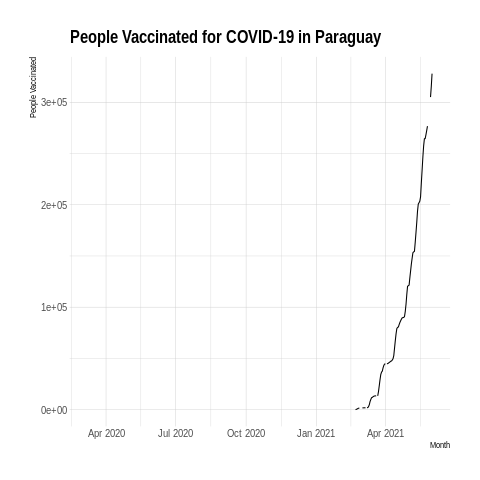 People Vaccinated for COVID-19 in Paraguay
People Vaccinated
3e+05
2e+05
1e+05
0e+00
Apr 2020 Jul 2020 Oct 2020 Jan 2021 Apr 2021
Month